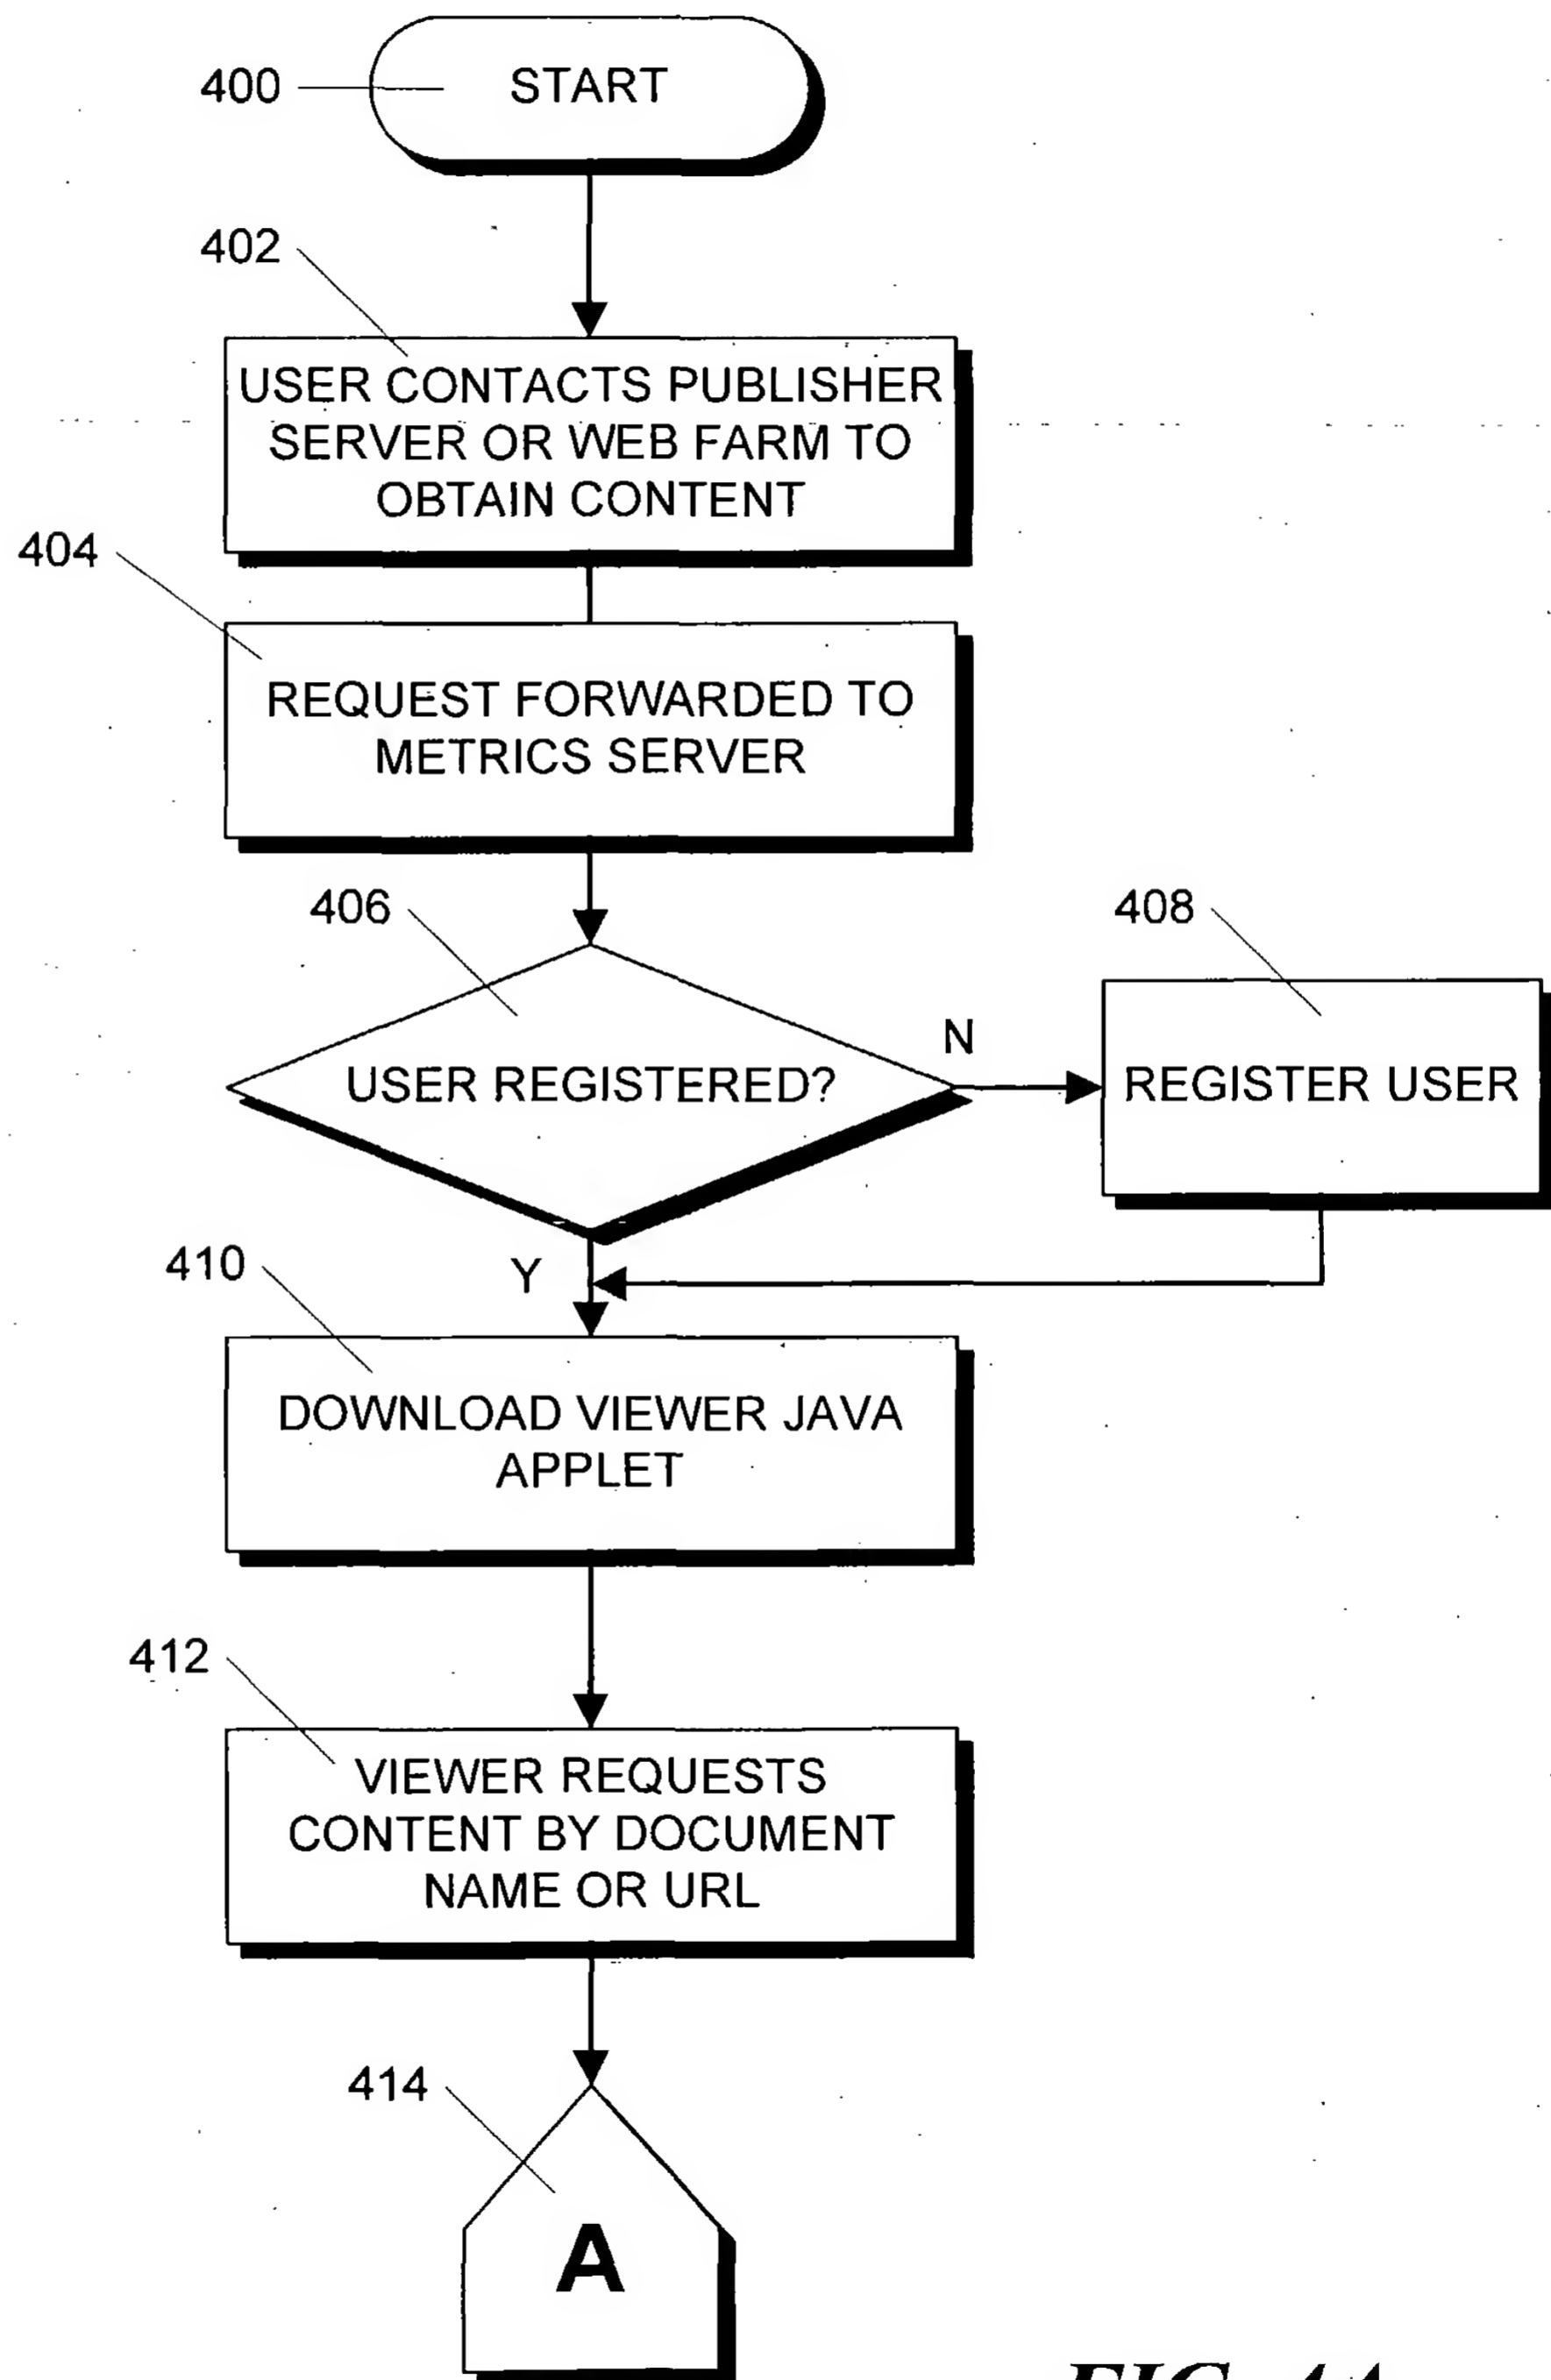 400
START
402
USER CONTACTS PUBLISHER
SERVER OR WEB FARM TO
OBTAIN CONTENT
404
REQUEST FORWARDED TO
METRICS SERVER
406
408
N
USER REGISTERED?
REGISTER USER
410
Y
DOWNLOAD VIEWER JAVA
APPLET
412
VIEWER REQUESTS
CONTENT BY DOCUMENT
NAME OR URL
414
A
FIG. 4A